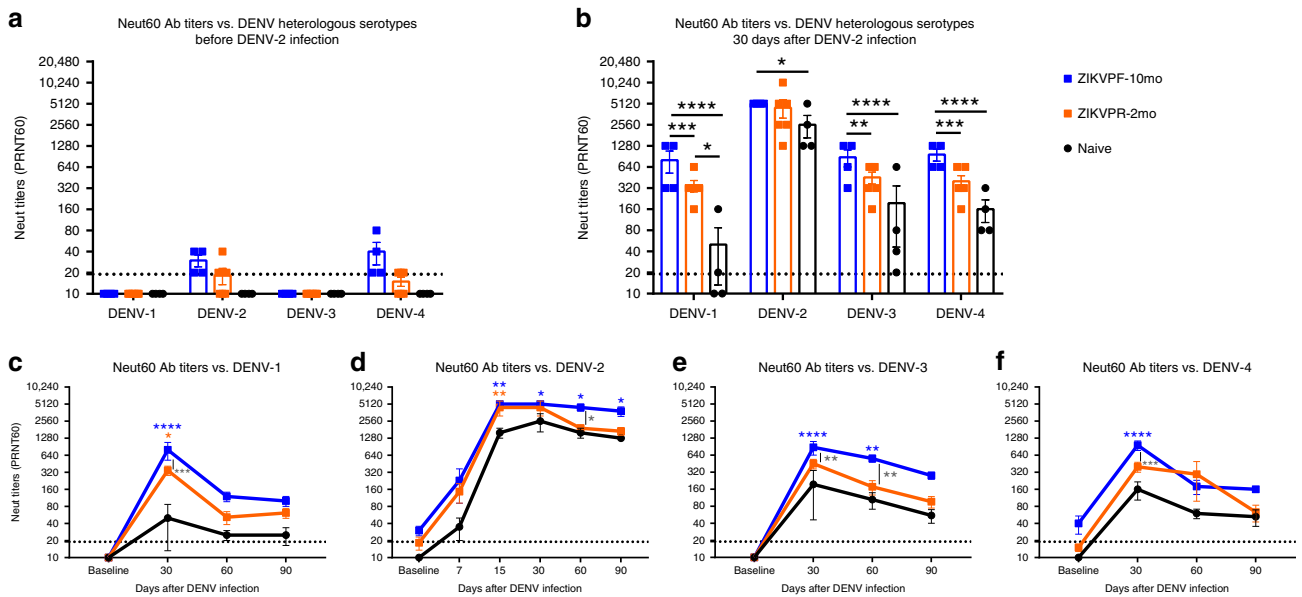 a
Neut60 Ab titers vs. DENV heterologous serotypes
before DENV-2 infection
Neut titers (PRNT60)
20,480
10,240
5120
2560
1280
640
320
160
80
40
20
10
DENV-1 DENV-2 DENV-3 DENV-4
b
Neut60 Ab titers vs. DENV heterologous serotypes
30 days after DENV-2 infection
Neut titers (PRNT60)
20,480
10,240
5120
2560
1280
640
320
160
80
40
20
10
****
***
*
*
****
**
****
***
DENV-1 DENV-2 DENV-3 DENV-4
ZIKVPF-10mo
ZIKVPR-2mo
Naive
c
Neut60 Ab titers vs. DENV-1
Neut titers (PRNT60)
10,240
5120
2560
1280
640
320
160
80
40
20
10
****
*
***
Baseline 30 60 90
Days after DENV infection
d
Neut60 Ab titers vs. DENV-2
10,240
5120
2560
1280
640
320
160
80
40
20
10
** * * *
**
*
Baseline 7 15 30 60 90
Days after DENV infection
e
Neut60 Ab titers vs. DENV-3
10,240
5120
2560
1280
640
320
160
80
40
20
10
**** **
** **
Baseline 30 60 90
Days after DENV infection
f
Neut60 Ab titers vs. DENV-4
10,240
5120
2560
1280
640
320
160
80
40
20
10
****
***
Baseline 30 60 90
Days after DENV infection